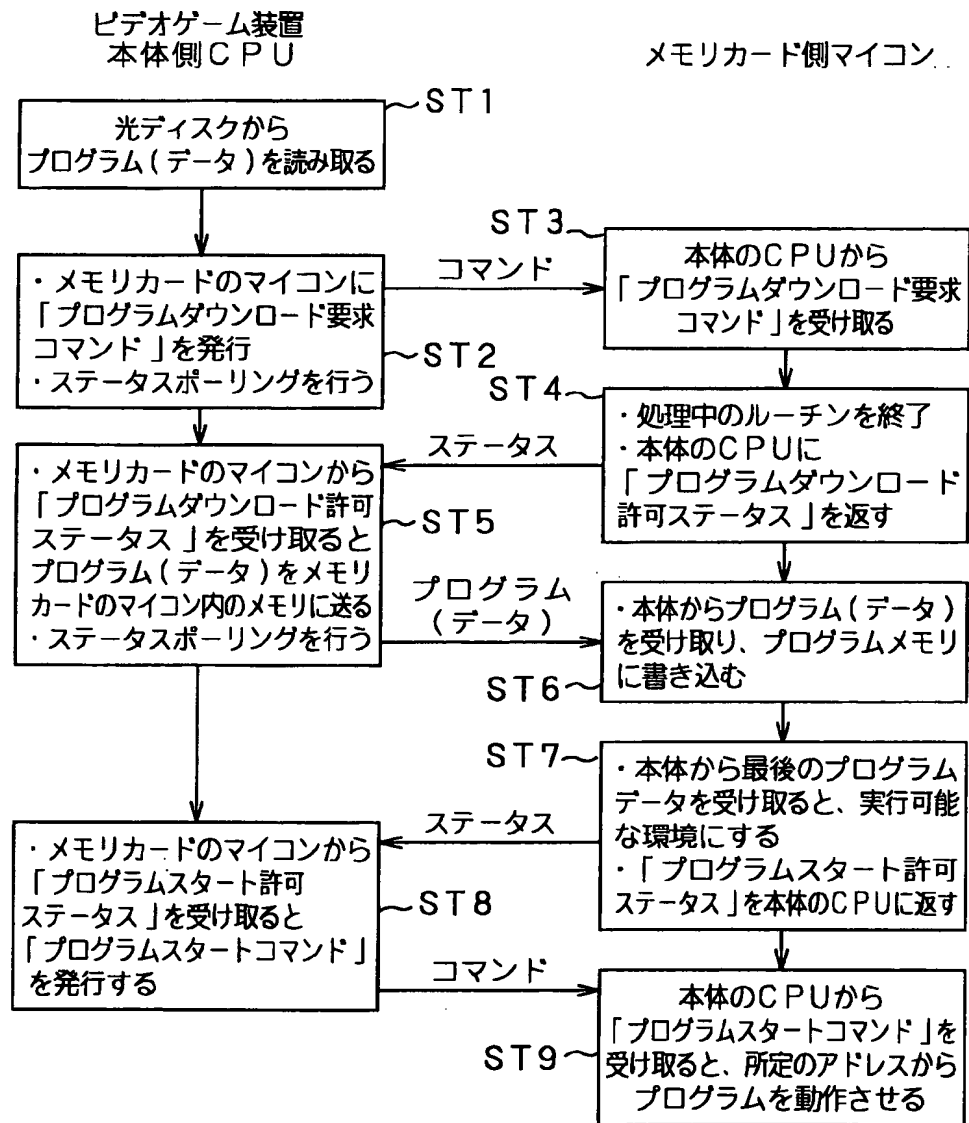 ビデオゲーム装置
本体側CPU
メモリカード側マイコン
ST1
光ディスクから
プログラム(データ)を読み取る
ST3
本体のCPUから
「プログラムダウンロード要求
コマンド」を受け取る
コマンド
・メモリカードのマイコンに
「プログラムダウンロード要求
コマンド」を発行
・ステータスポーリングを行う
ST2
ST4
・処理中のルーチンを終了
・本体のCPUに
「プログラムダウンロード
許可ステータス」を返す
ステータス
・メモリカードのマイコンから
「プログラムダウンロード許可
ステータス」を受け取ると
プログラム(データ)をメモリ
カードのマイコン内のメモリに送る
・ステータスポーリングを行う
ST5
プログラム
(データ)
・本体からプログラム(データ)
を受け取り、プログラムメモリ
に書き込む
ST6
ST7
・本体から最後のプログラム
データを受け取ると、実行可能
な環境にする
・「プログラムスタート許可
ステータス」を本体のCPUに返す
ステータス
・メモリカードのマイコンから
「プログラムスタート許可
ステータス」を受け取ると
「プログラムスタートコマンド」
を発行する
ST8
コマンド
本体のCPUから
「プログラムスタートコマンド」を
受け取ると、所定のアドレスから
プログラムを動作させる
ST9